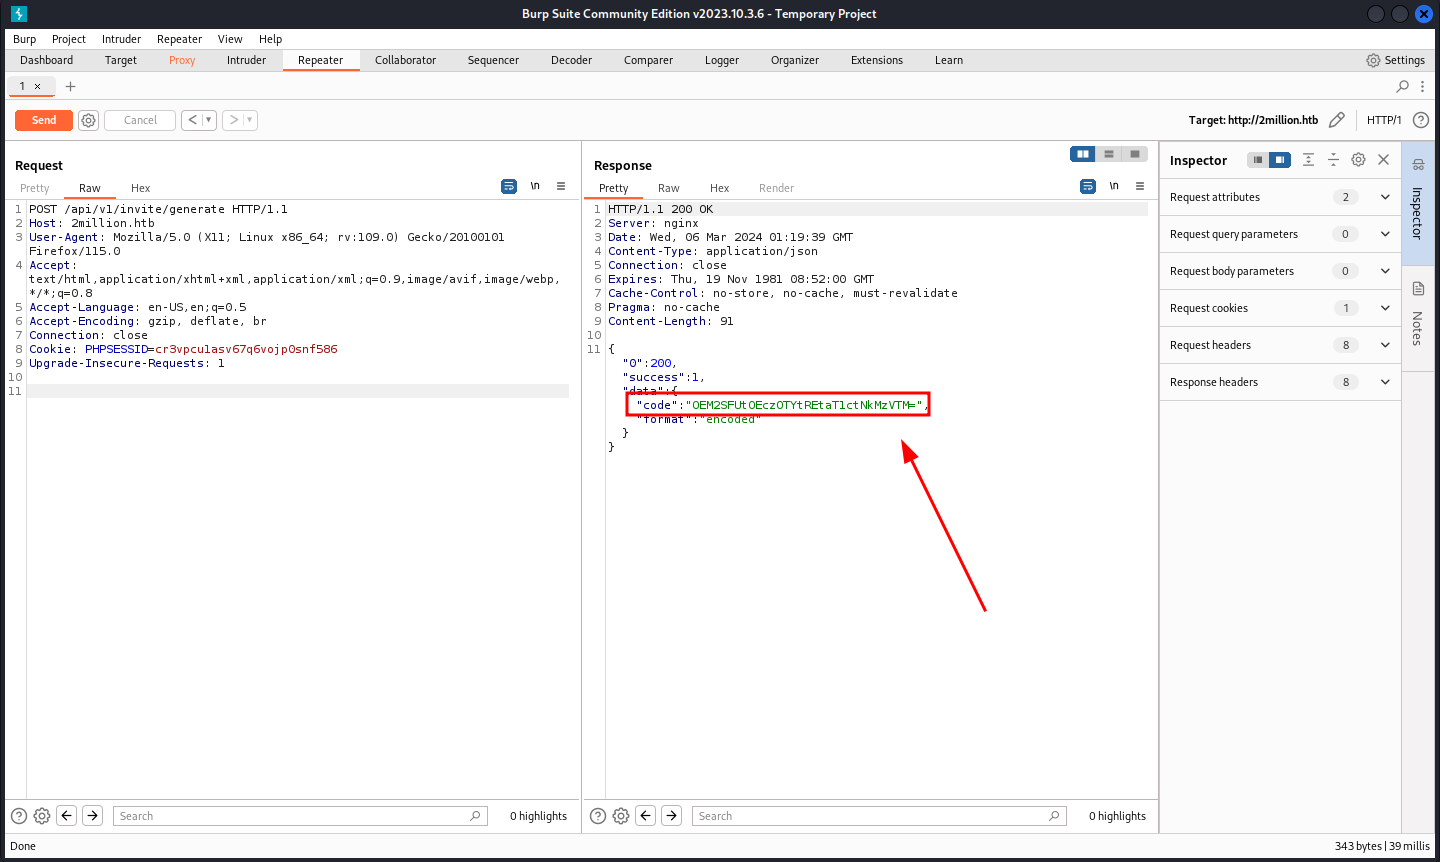 Burp Suite Community Edition v2023.10.3.6 - Temporary Project
Burp Project Intruder Repeater View Help
Dashboard Target Proxy Intruder Repeater Collaborator Sequencer Decoder Comparer Logger Organizer Extensions Learn Settings
1 × +
Send Cancel < > Target: http://2million.htb HTTP/1 ?
Request
Pretty Raw Hex \n
1 POST /api/v1/invite/generate HTTP/1.1
2 Host: 2million.htb
3 User-Agent: Mozilla/5.0 (X11; Linux x86_64; rv:109.0) Gecko/20100101
Firefox/115.0
4 Accept:
text/html,application/xhtml+xml,application/xml;q=0.9,image/avif,image/webp,
*/*;q=0.8
5 Accept-Language: en-US,en;q=0.5
6 Accept-Encoding: gzip, deflate, br
7 Connection: close
8 Cookie: PHPSESSID=cr3vpcu1asv67q6vojp0snf586
9 Upgrade-Insecure-Requests: 1
10
11
Search 0 highlights
Response
Pretty Raw Hex Render \n
1 HTTP/1.1 200 OK
2 Server: nginx
3 Date: Wed, 06 Mar 2024 01:19:39 GMT
4 Content-Type: application/json
5 Connection: close
6 Expires: Thu, 19 Nov 1981 08:52:00 GMT
7 Cache-Control: no-store, no-cache, must-revalidate
8 Pragma: no-cache
9 Content-Length: 91
10
11 {
"0":200,
"success":1,
"data":{
"code":"OEM2SFUtOEczOTYtREtaTlctNkMzVTM=",
"format":"encoded"
}
}
Search 0 highlights
Inspector
Request attributes 2
Request query parameters 0
Request body parameters 0
Request cookies 1
Request headers 8
Response headers 8
Inspector
Notes
Done 343 bytes | 39 millis